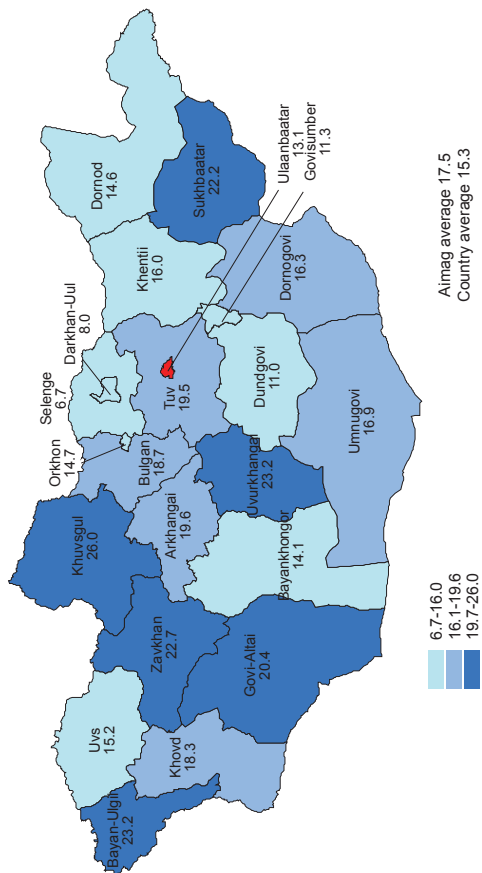 Bayan-Ulgii
23.2
Uvs
15.2
Khovd
18.3
Zavkhan
22.7
Govi-Altai
20.4
Khuvsgul
26.0
Arkhangai
19.6
Bayankhongor
14.1
Orkhon
14.7
Bulgan
18.7
Uvurkhangai
23.2
Selenge
6.7
Darkhan-Uul
8.0
Tuv
19.5
Dundgovi
11.0
Umnugovi
16.9
Khentii
16.0
Dornogovi
16.3
Dornod
14.6
Sukhbaatar
22.2
Ulaanbaatar
13.1
Govisumber
11.3
6.7-16.0
16.1-19.6
19.7-26.0
Aimag average 17.5
Country average 15.3